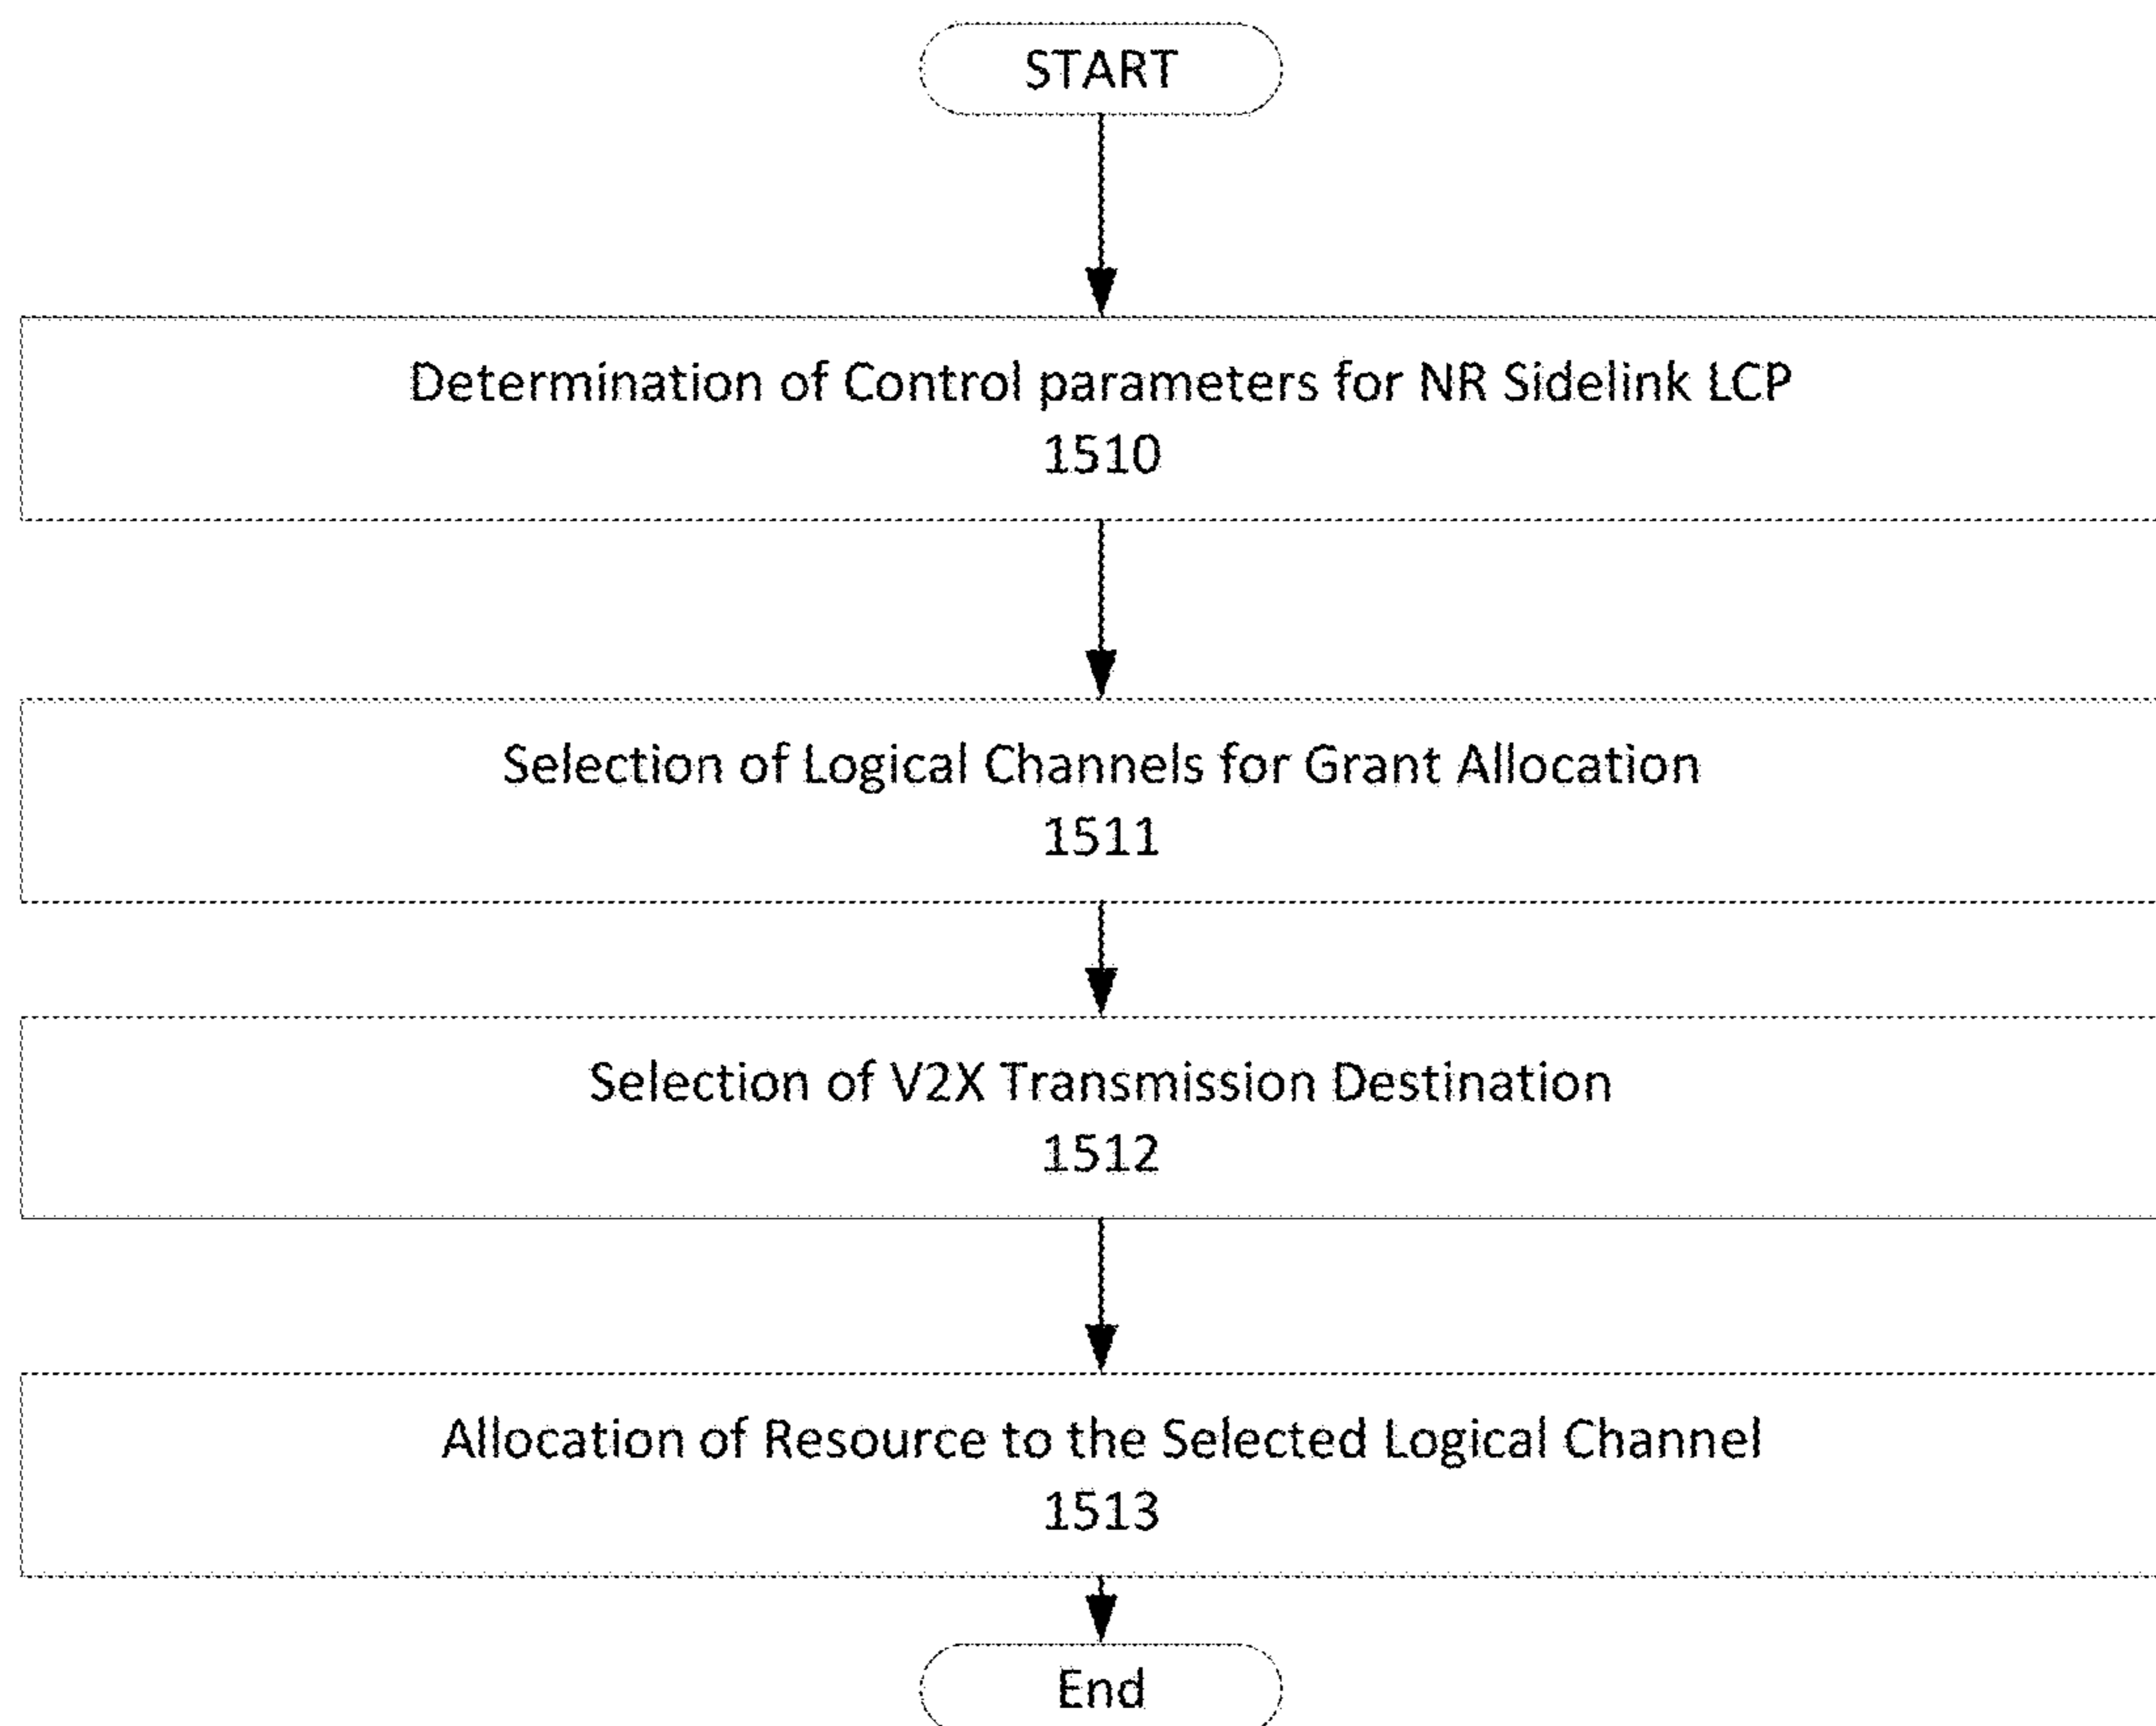 START
Determination of Control parameters for NR Sidelink LCP
1510
Selection of Logical Channels for Grant Allocation
1511
Selection of V2X Transmission Destination
1512
Allocation of Resource to the Selected Logical Channel
1513
End